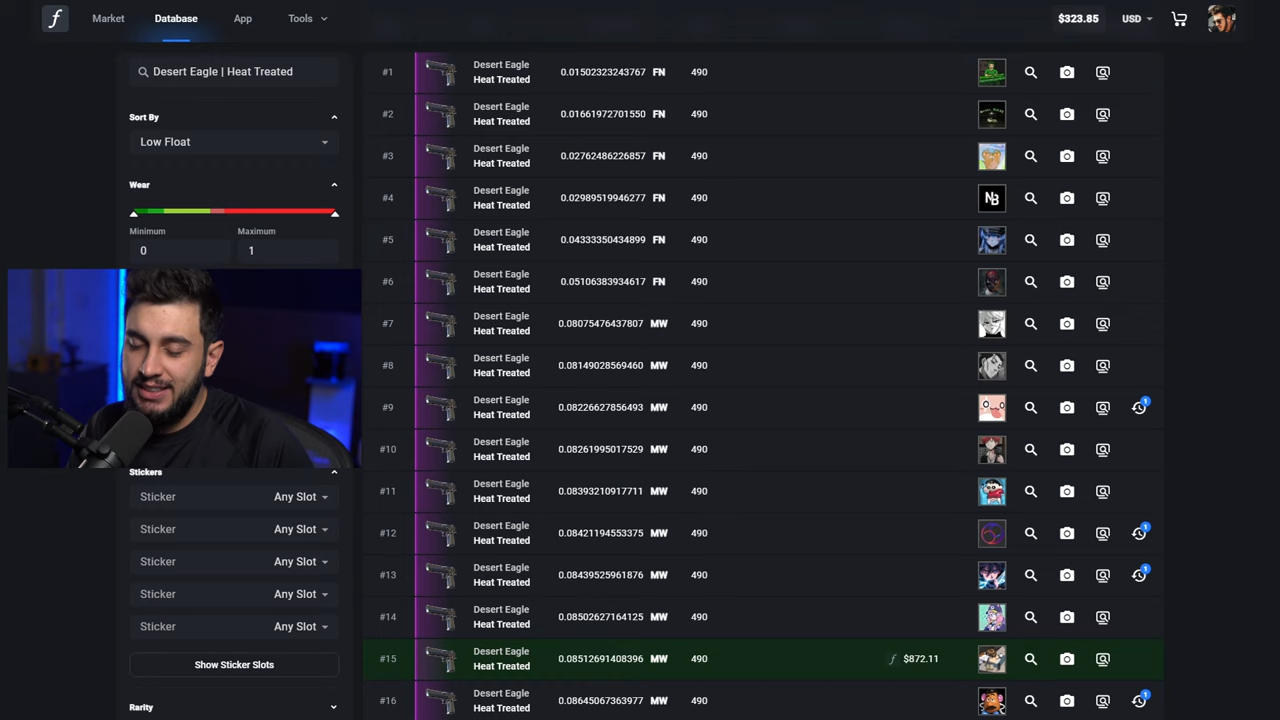 f Market Database App Tools $323.85 USD
Desert Eagle | Heat Treated
Sort By
Low Float
Wear
Minimum Maximum
0 1
Stickers
Sticker Any Slot
Sticker Any Slot
Sticker Any Slot
Sticker Any Slot
Sticker Any Slot
Show Sticker Slots
Rarity
#1 Desert Eagle Heat Treated 0.01502323243767 FN 490
#2 Desert Eagle Heat Treated 0.01661972701550 FN 490
#3 Desert Eagle Heat Treated 0.02762486226857 FN 490
#4 Desert Eagle Heat Treated 0.02989519946277 FN 490 NB
#5 Desert Eagle Heat Treated 0.04333350434899 FN 490
#6 Desert Eagle Heat Treated 0.05106383934617 FN 490
#7 Desert Eagle Heat Treated 0.08075476437807 MW 490
#8 Desert Eagle Heat Treated 0.08149028569460 MW 490
#9 Desert Eagle Heat Treated 0.08226627856493 MW 490 1
#10 Desert Eagle Heat Treated 0.08261995017529 MW 490
#11 Desert Eagle Heat Treated 0.08393210917711 MW 490
#12 Desert Eagle Heat Treated 0.08421194553375 MW 490 1
#13 Desert Eagle Heat Treated 0.08439525961876 MW 490 1
#14 Desert Eagle Heat Treated 0.08502627164125 MW 490
#15 Desert Eagle Heat Treated 0.08512691408396 MW 490 f $872.11
#16 Desert Eagle Heat Treated 0.08645067363977 MW 490 1